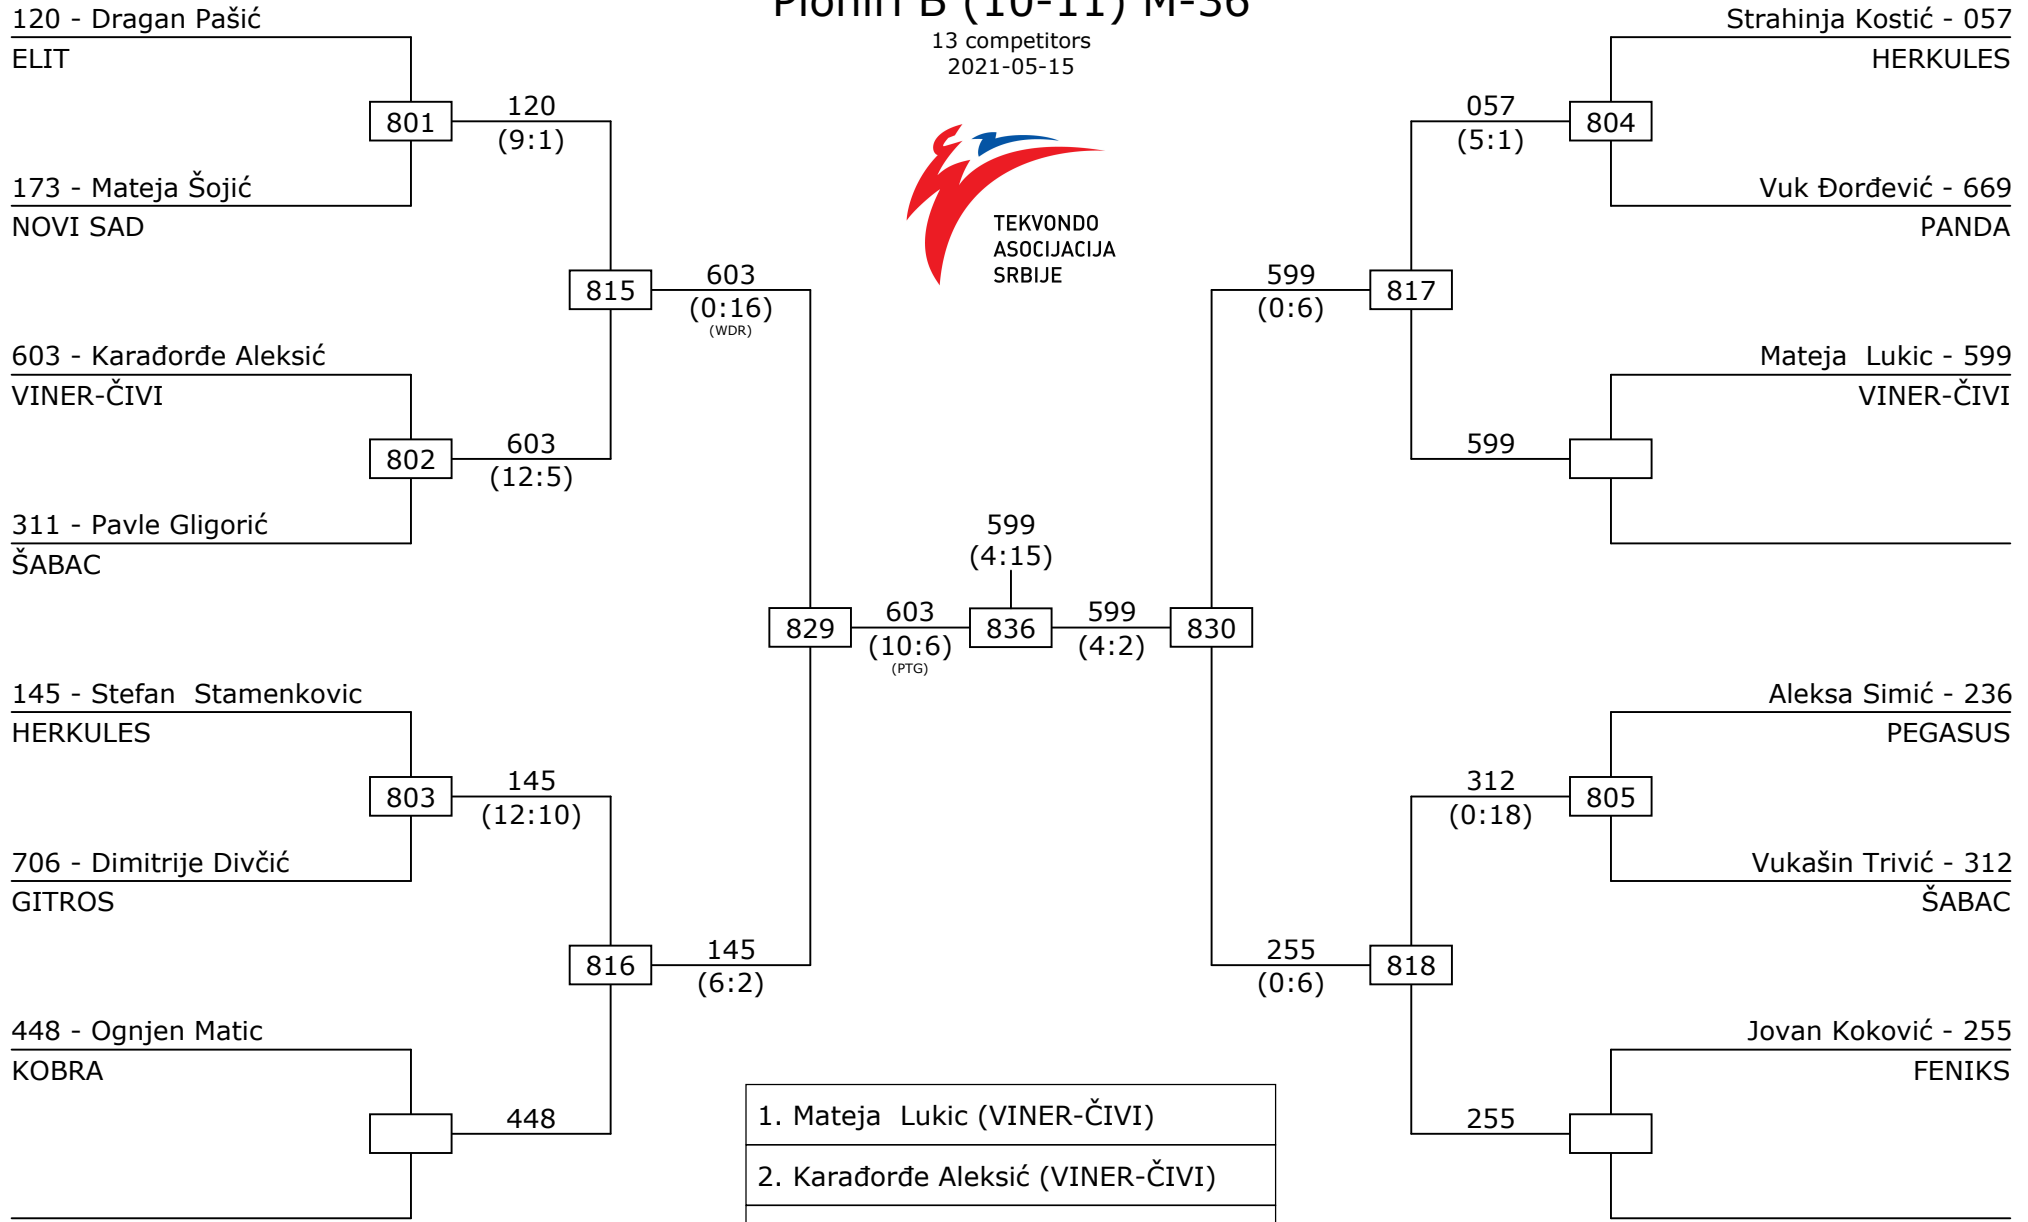 Pioniri B (10-11) M-36
13 competitors
2021-05-15
TEKVONDO
ASOCIJACIJA
SRBIJE
120 - Dragan Pašić
ELIT
801
120
(9:1)
173 - Mateja Šojić
NOVI SAD
815
603
(0:16)
(WDR)
603 - Karađorđe Aleksić
VINER-ČIVI
802
603
(12:5)
311 - Pavle Gligorić
ŠABAC
829
603
(10:6)
(PTG)
145 - Stefan  Stamenkovic
HERKULES
803
145
(12:10)
706 - Dimitrije Divčić
GITROS
816
145
(6:2)
448 - Ognjen Matic
KOBRA
448
599
(4:15)
836
599
(4:2)
830
Strahinja Kostić - 057
HERKULES
057
(5:1)
804
Vuk Đorđević - 669
PANDA
599
(0:6)
817
Mateja  Lukic - 599
VINER-ČIVI
599
Aleksa Simić - 236
PEGASUS
312
(0:18)
805
Vukašin Trivić - 312
ŠABAC
255
(0:6)
818
Jovan Koković - 255
FENIKS
255
1. Mateja  Lukic (VINER-ČIVI)
2. Karađorđe Aleksić (VINER-ČIVI)